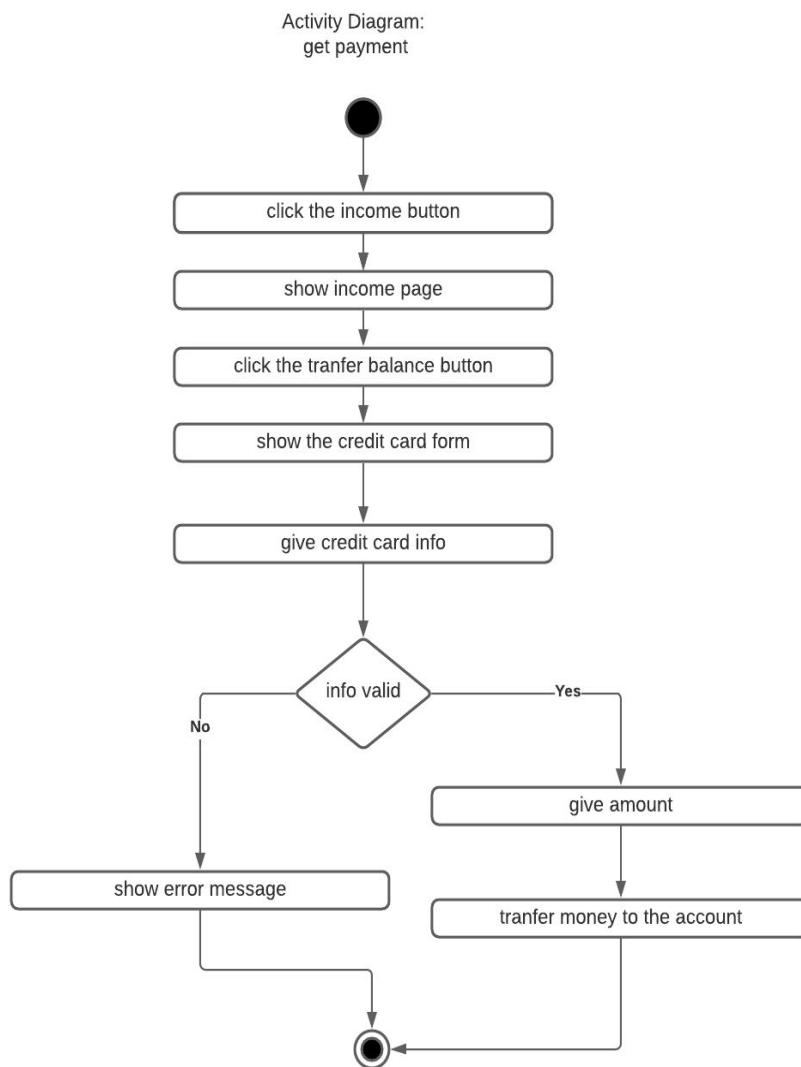 Activity Diagram:
get payment
click the income button
show income page
click the tranfer balance button
show the credit card form
give credit card info
info valid
Yes
No
give amount
show error message
tranfer money to the account